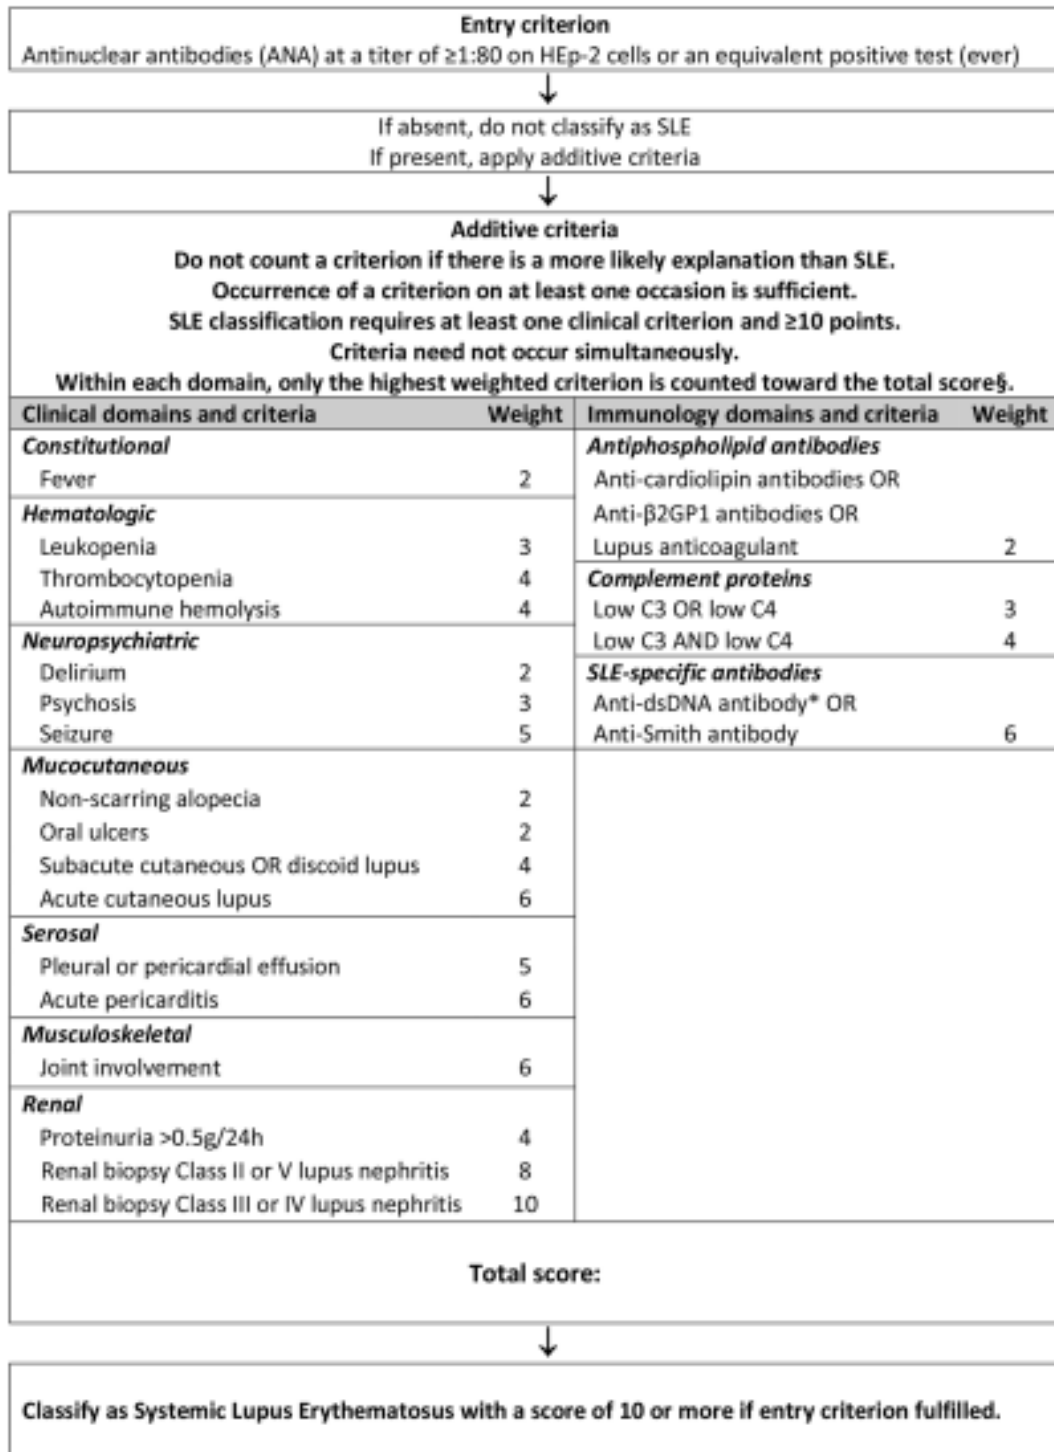 Entry criterion
Antinuclear antibodies (ANA) at a titer of ≥1:80 on HEp-2 cells or an equivalent positive test (ever)
↓
If absent, do not classify as SLE
If present, apply additive criteria
↓
Additive criteria
Do not count a criterion if there is a more likely explanation than SLE.
Occurrence of a criterion on at least one occasion is sufficient.
SLE classification requires at least one clinical criterion and ≥10 points.
Criteria need not occur simultaneously.
Within each domain, only the highest weighted criterion is counted toward the total score§.
Clinical domains and criteria Weight
Constitutional
Fever 2
Hematologic
Leukopenia 3
Thrombocytopenia 4
Autoimmune hemolysis 4
Neuropsychiatric
Delirium 2
Psychosis 3
Seizure 5
Mucocutaneous
Non-scarring alopecia 2
Oral ulcers 2
Subacute cutaneous OR discoid lupus 4
Acute cutaneous lupus 6
Serosal
Pleural or pericardial effusion 5
Acute pericarditis 6
Musculoskeletal
Joint involvement 6
Renal
Proteinuria >0.5g/24h 4
Renal biopsy Class II or V lupus nephritis 8
Renal biopsy Class III or IV lupus nephritis 10
Immunology domains and criteria Weight
Antiphospholipid antibodies
Anti-cardiolipin antibodies OR
Anti-β2GP1 antibodies OR
Lupus anticoagulant 2
Complement proteins
Low C3 OR low C4 3
Low C3 AND low C4 4
SLE-specific antibodies
Anti-dsDNA antibody* OR
Anti-Smith antibody 6
Total score:
↓
Classify as Systemic Lupus Erythematosus with a score of 10 or more if entry criterion fulfilled.